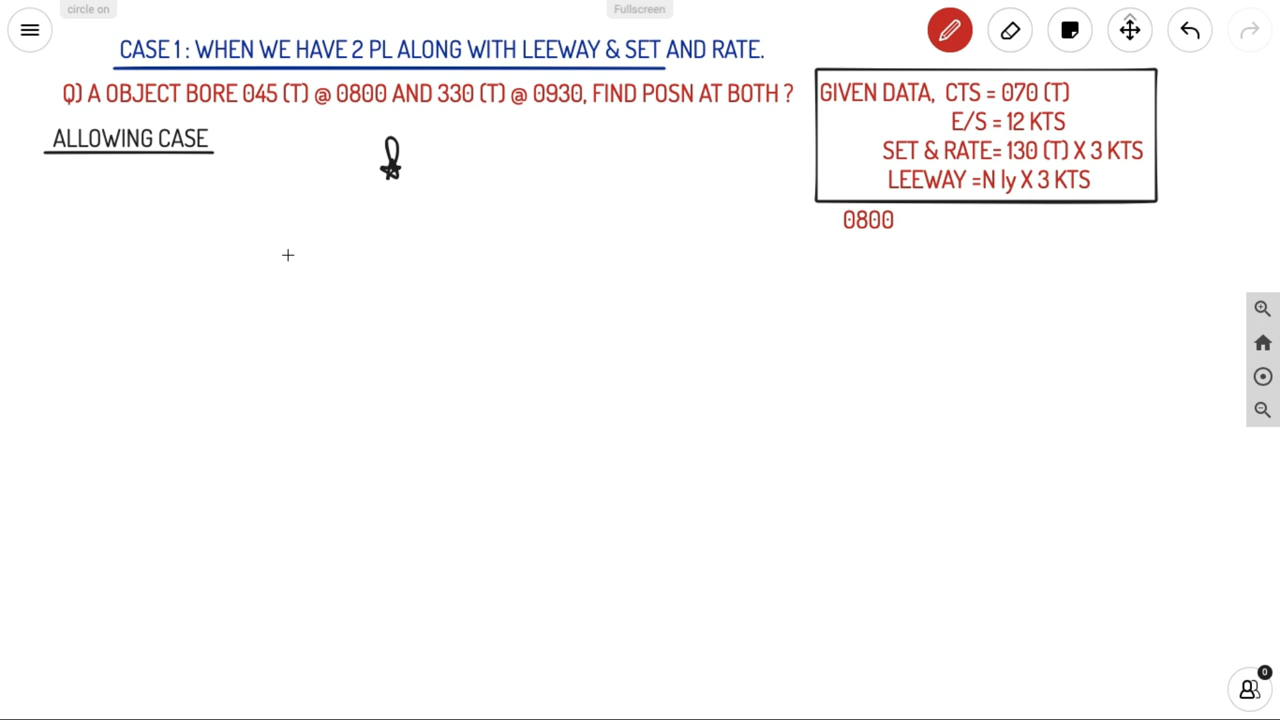 circle on
Fullscreen
CASE 1 : WHEN WE HAVE 2 PL ALONG WITH LEEWAY & SET AND RATE.
Q) A OBJECT BORE 045 (T) @ 0800 AND 330 (T) @ 0930, FIND POSN AT BOTH ?
GIVEN DATA, CTS = 070 (T)
E/S = 12 KTS
SET & RATE= 130 (T) X 3 KTS
LEEWAY =N ly X 3 KTS
ALLOWING CASE
0800
0